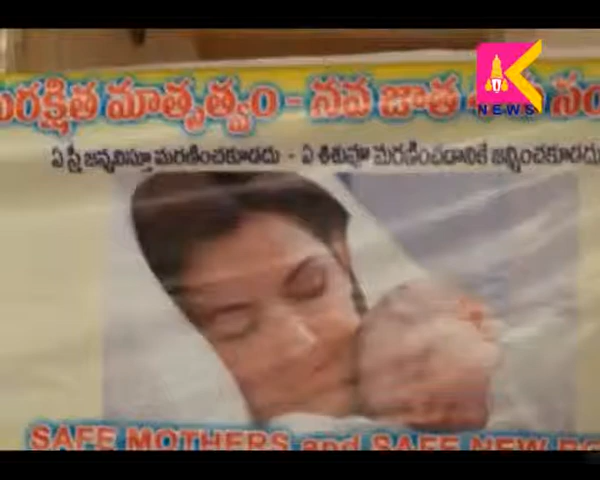 సురక్షిత మాతృత్వం - నవ జాత
K NEWS
ఏ స్త్రీ జన్మనిస్తూ మరణించకూడదు - ఏ శిశువూ మరణించడానికే జన్మించకూడదు
SAFE MOTHERS and SAFE NEW